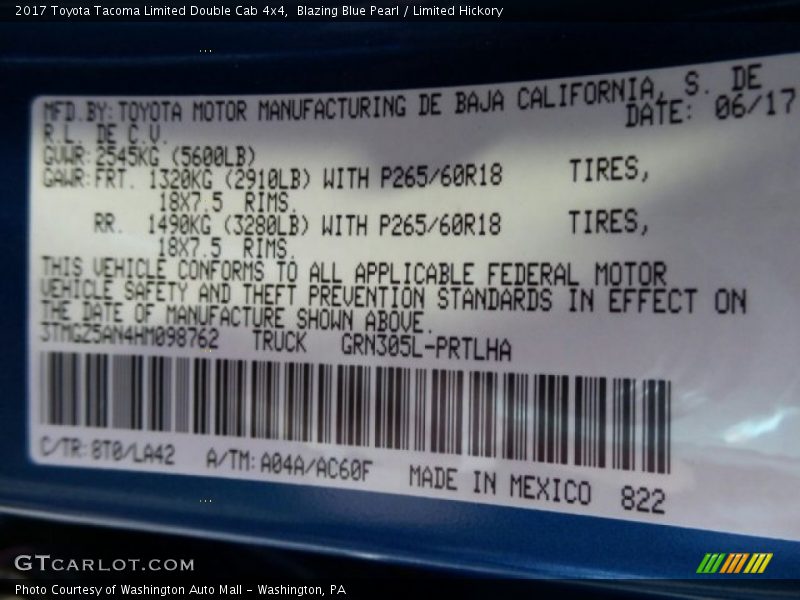 2017 Toyota Tacoma Limited Double Cab 4x4,  Blazing Blue Pearl / Limited Hickory
MFD.BY:TOYOTA MOTOR MANUFACTURING DE BAJA CALIFORNIA, S. DE
R.L. DE C.V. DATE: 06/17
GVWR:2545KG (5600LB)
GAWR:FRT. 1320KG (2910LB) WITH P265/60R18 TIRES,
18X7.5 RIMS.
RR. 1490KG (3280LB) WITH P265/60R18 TIRES,
18X7.5 RIMS.
THIS VEHICLE CONFORMS TO ALL APPLICABLE FEDERAL MOTOR
VEHICLE SAFETY AND THEFT PREVENTION STANDARDS IN EFFECT ON
THE DATE OF MANUFACTURE SHOWN ABOVE.
3TMGZ5AN4HM098762 TRUCK GRN305L-PRTLHA
C/TR:8T0/LA42 A/TM:A04A/AC60F MADE IN MEXICO 822
GTCARLOT.COM
Photo Courtesy of Washington Auto Mall - Washington, PA